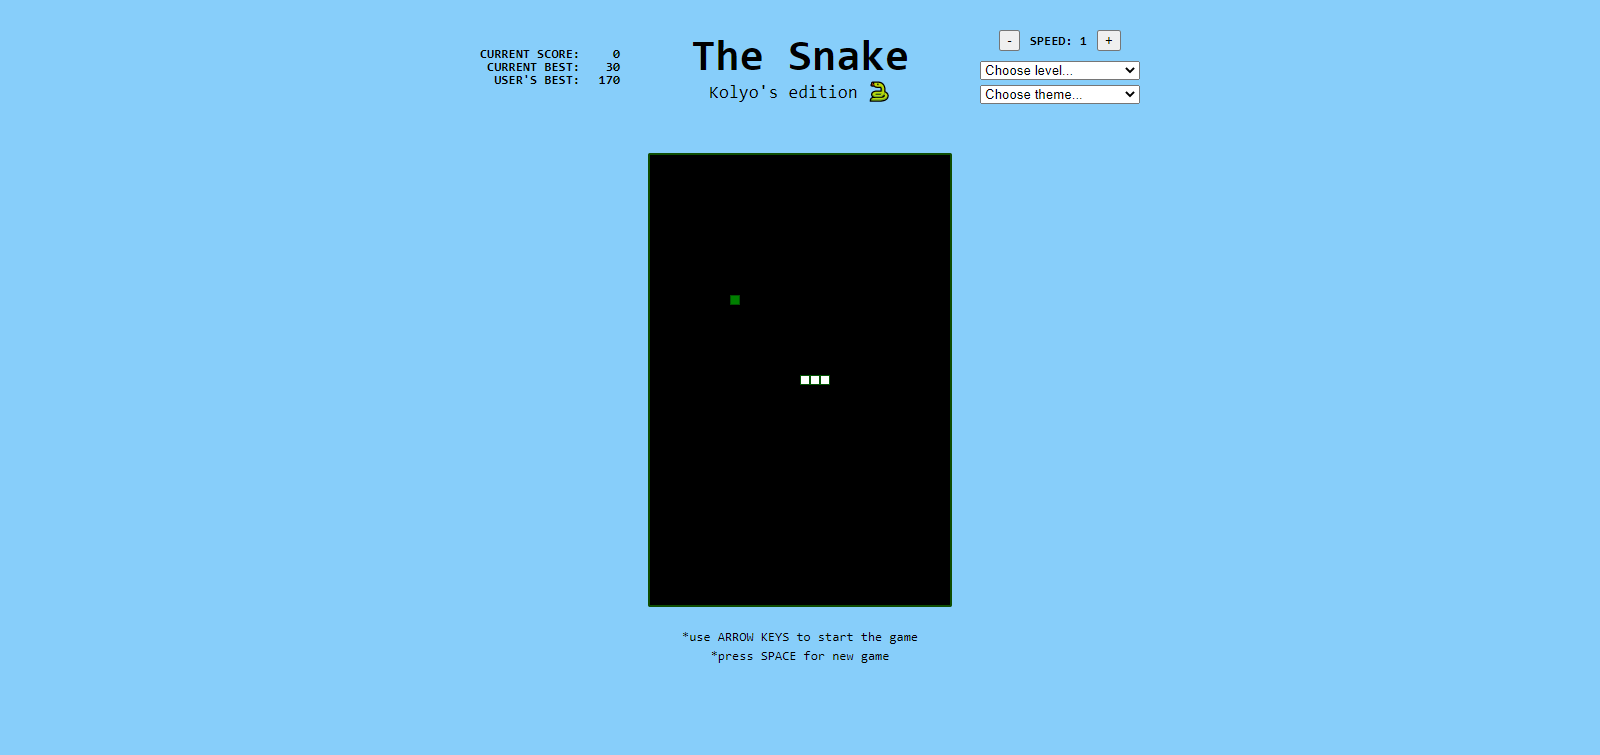 CURRENT SCORE: 0
CURRENT BEST: 30
USER'S BEST: 170
The Snake
Kolyo's edition 🐍
- SPEED: 1 +
Choose level...
Choose theme...
*use ARROW KEYS to start the game
*press SPACE for new game